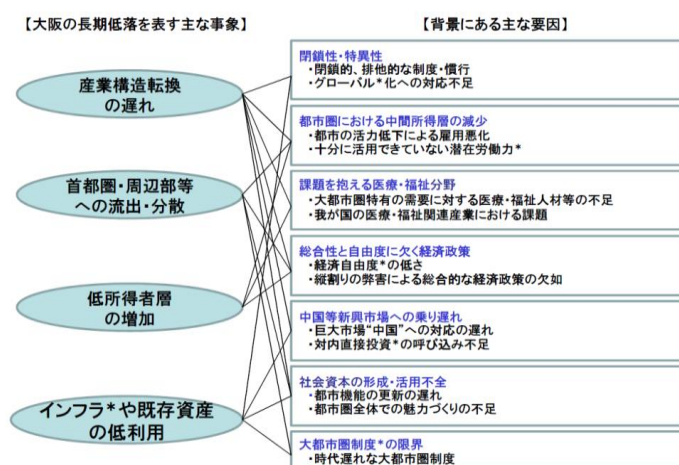 【大阪の長期低落を表す主な事象】
産業構造転換
の遅れ
首都圏・周辺部等
への流出・分散
低所得者層
の増加
インフラ*や既存資産
の低利用
【背景にある主な要因】
閉鎖性・特異性
・閉鎖的、排他的な制度・慣行
・グローバル*化への対応不足
都市圏における中間所得層の減少
・都市の活力低下による雇用悪化
・十分に活用できていない潜在労働力*
課題を抱える医療・福祉分野
・大都市圏特有の需要に対する医療・福祉人材等の不足
・我が国の医療・福祉関連産業における課題
総合性と自由度に欠く経済政策
・経済自由度*の低さ
・縦割りの弊害による総合的な経済政策の欠如
中国等新興市場への乗り遅れ
・巨大市場“中国”への対応の遅れ
・対内直接投資*の呼び込み不足
社会資本の形成・活用不全
・都市機能の更新の遅れ
・都市圏全体での魅力づくりの不足
大都市圏制度*の限界
・時代遅れな大都市圏制度